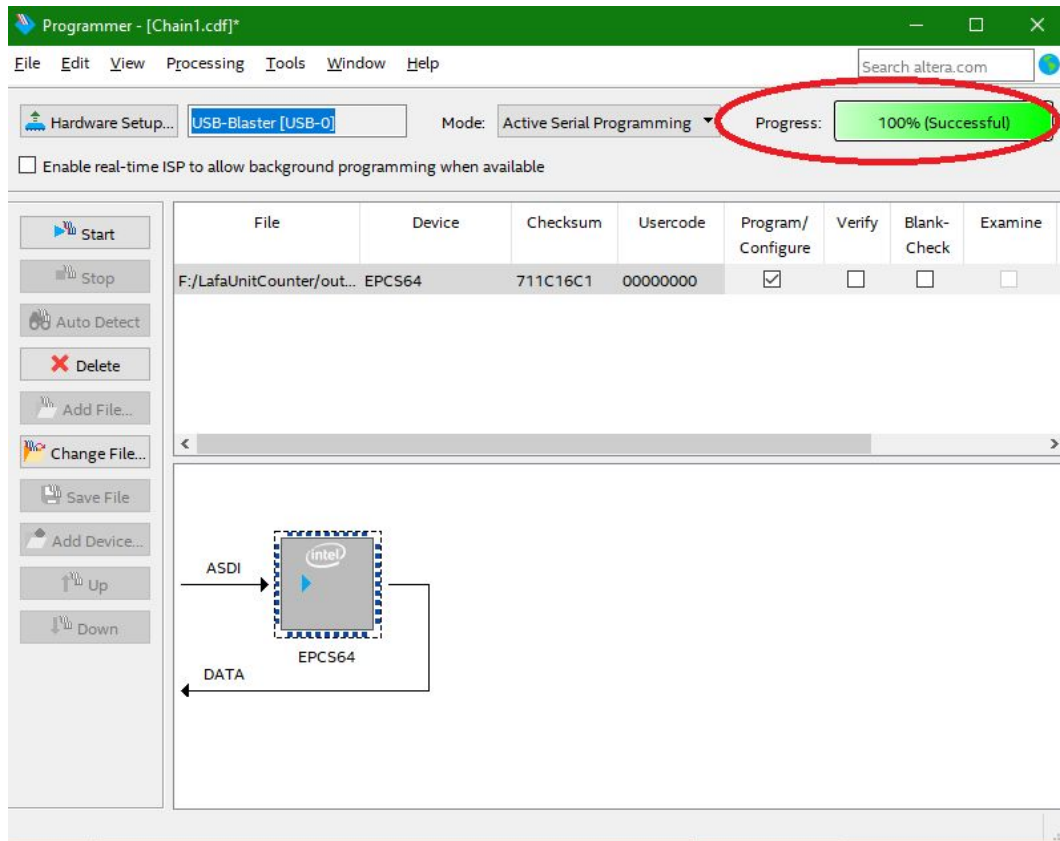 Programmer - [Chain1.cdf]*
File Edit View Processing Tools Window Help
Search altera.com
Hardware Setup... USB-Blaster [USB-0] Mode: Active Serial Programming Progress: 100% (Successful)
Enable real-time ISP to allow background programming when available
Start
Stop
Auto Detect
Delete
Add File...
Change File...
Save File
Add Device...
Up
Down
File Device Checksum Usercode Program/ Verify Blank- Examine
Configure Check
F:/LafaUnitCounter/out... EPCS64 711C16C1 00000000
ASDI
intel
EPCS64
DATA